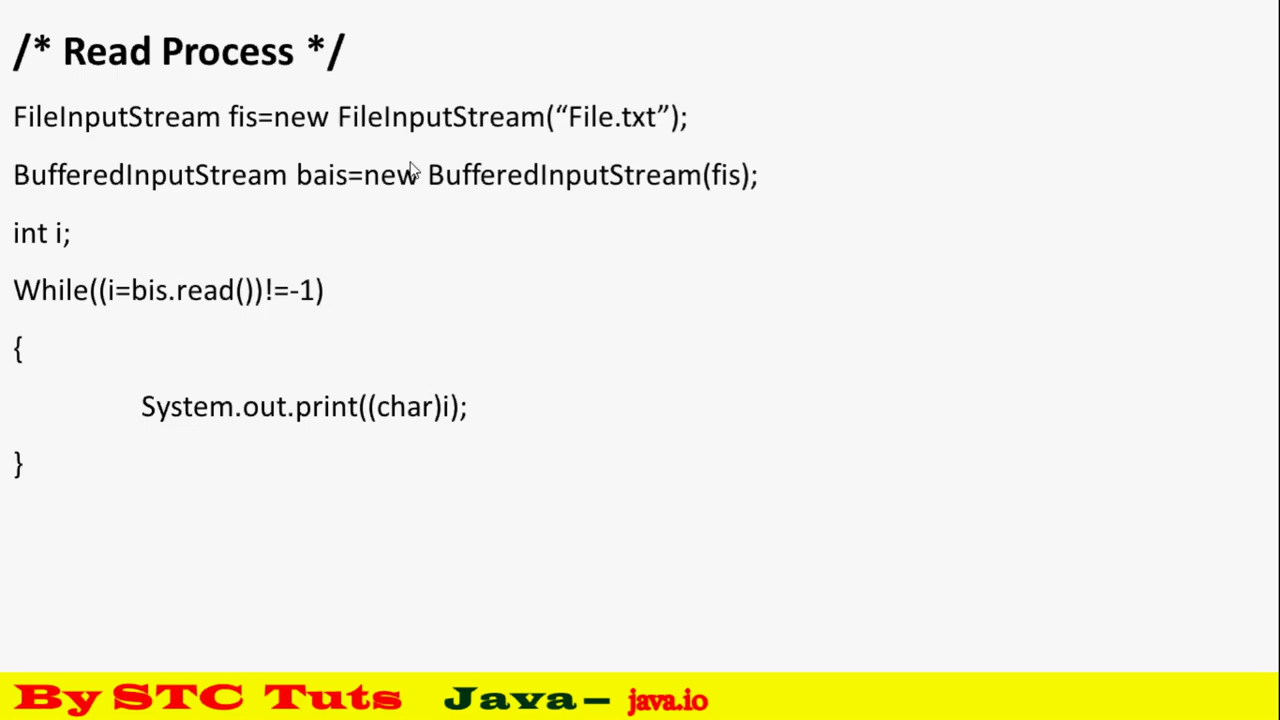 /* Read Process */
FileInputStream fis=new FileInputStream(“File.txt”);
BufferedInputStream bais=new BufferedInputStream(fis);
int i;
While((i=bis.read())!=-1)
{
System.out.print((char)i);
}
By STC Tuts Java – java.io